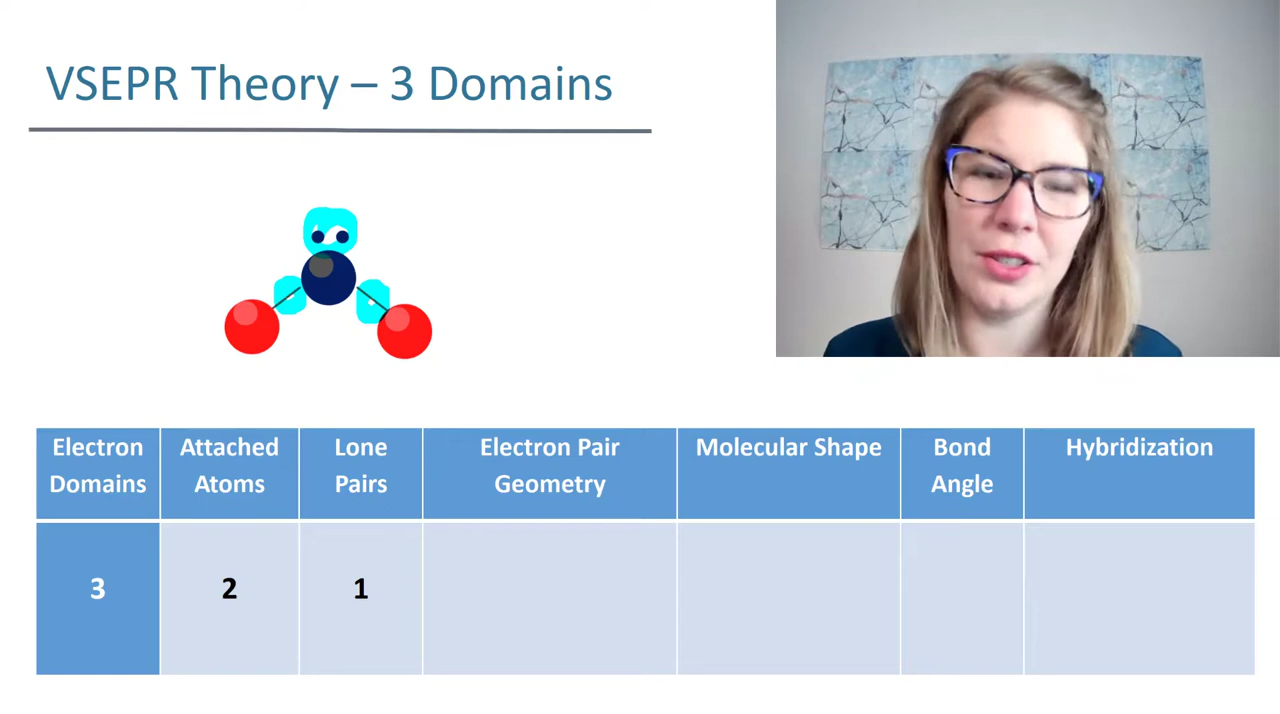 VSEPR Theory – 3 Domains
Electron Domains
Attached Atoms
Lone Pairs
Electron Pair Geometry
Molecular Shape
Bond Angle
Hybridization
3
2
1